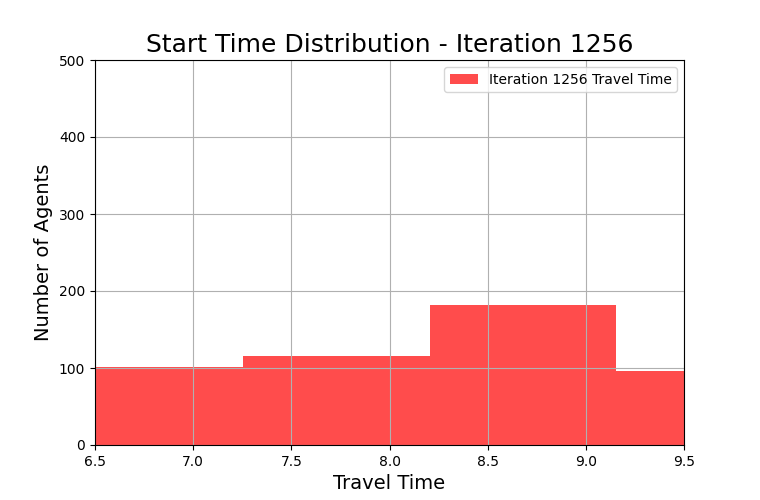 Start Time Distribution - Iteration 1256
Iteration 1256 Travel Time
Number of Agents
500
400
300
200
100
0
6.5 7.0 7.5 8.0 8.5 9.0 9.5
Travel Time